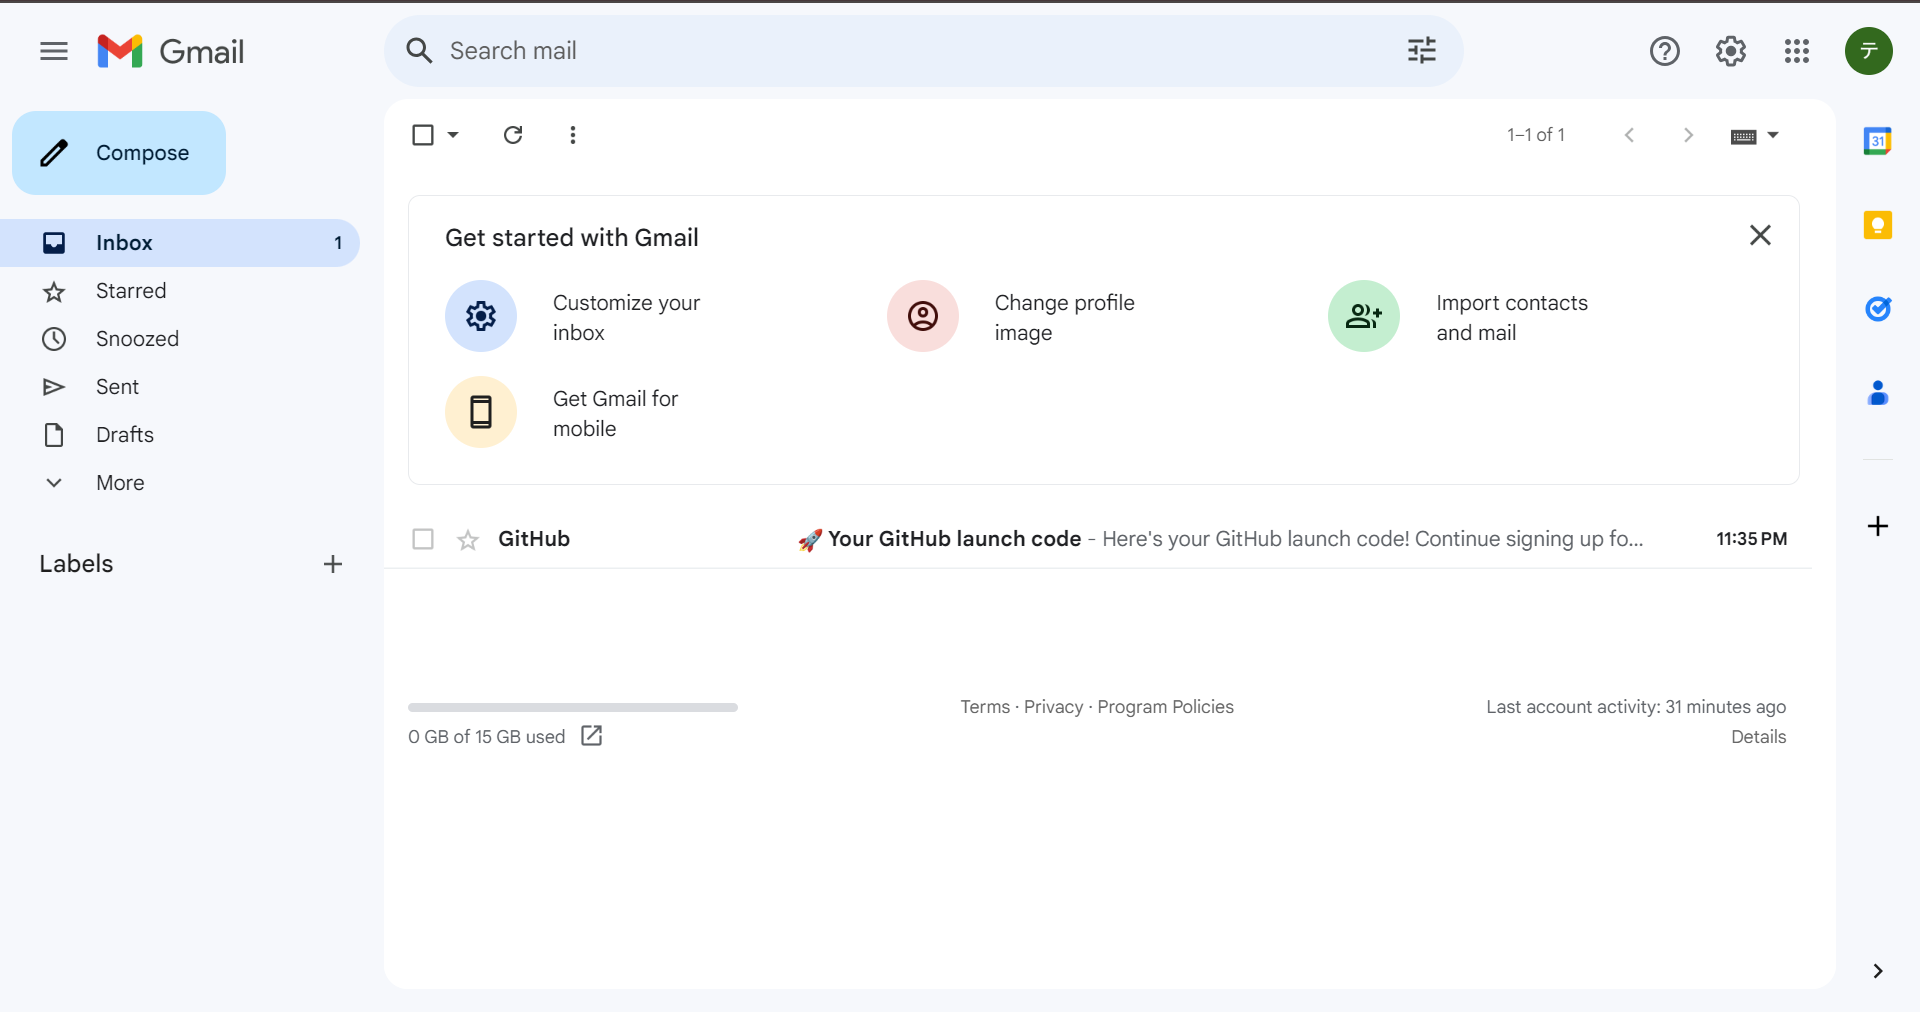 Gmail
Search mail
テ
Compose
Inbox 1
Starred
Snoozed
Sent
Drafts
More
Labels
1–1 of 1
Get started with Gmail
Customize your
inbox
Change profile
image
Import contacts
and mail
Get Gmail for
mobile
GitHub 🚀 Your GitHub launch code - Here's your GitHub launch code! Continue signing up fo... 11:35 PM
0 GB of 15 GB used
Terms · Privacy · Program Policies
Last account activity: 31 minutes ago
Details
31